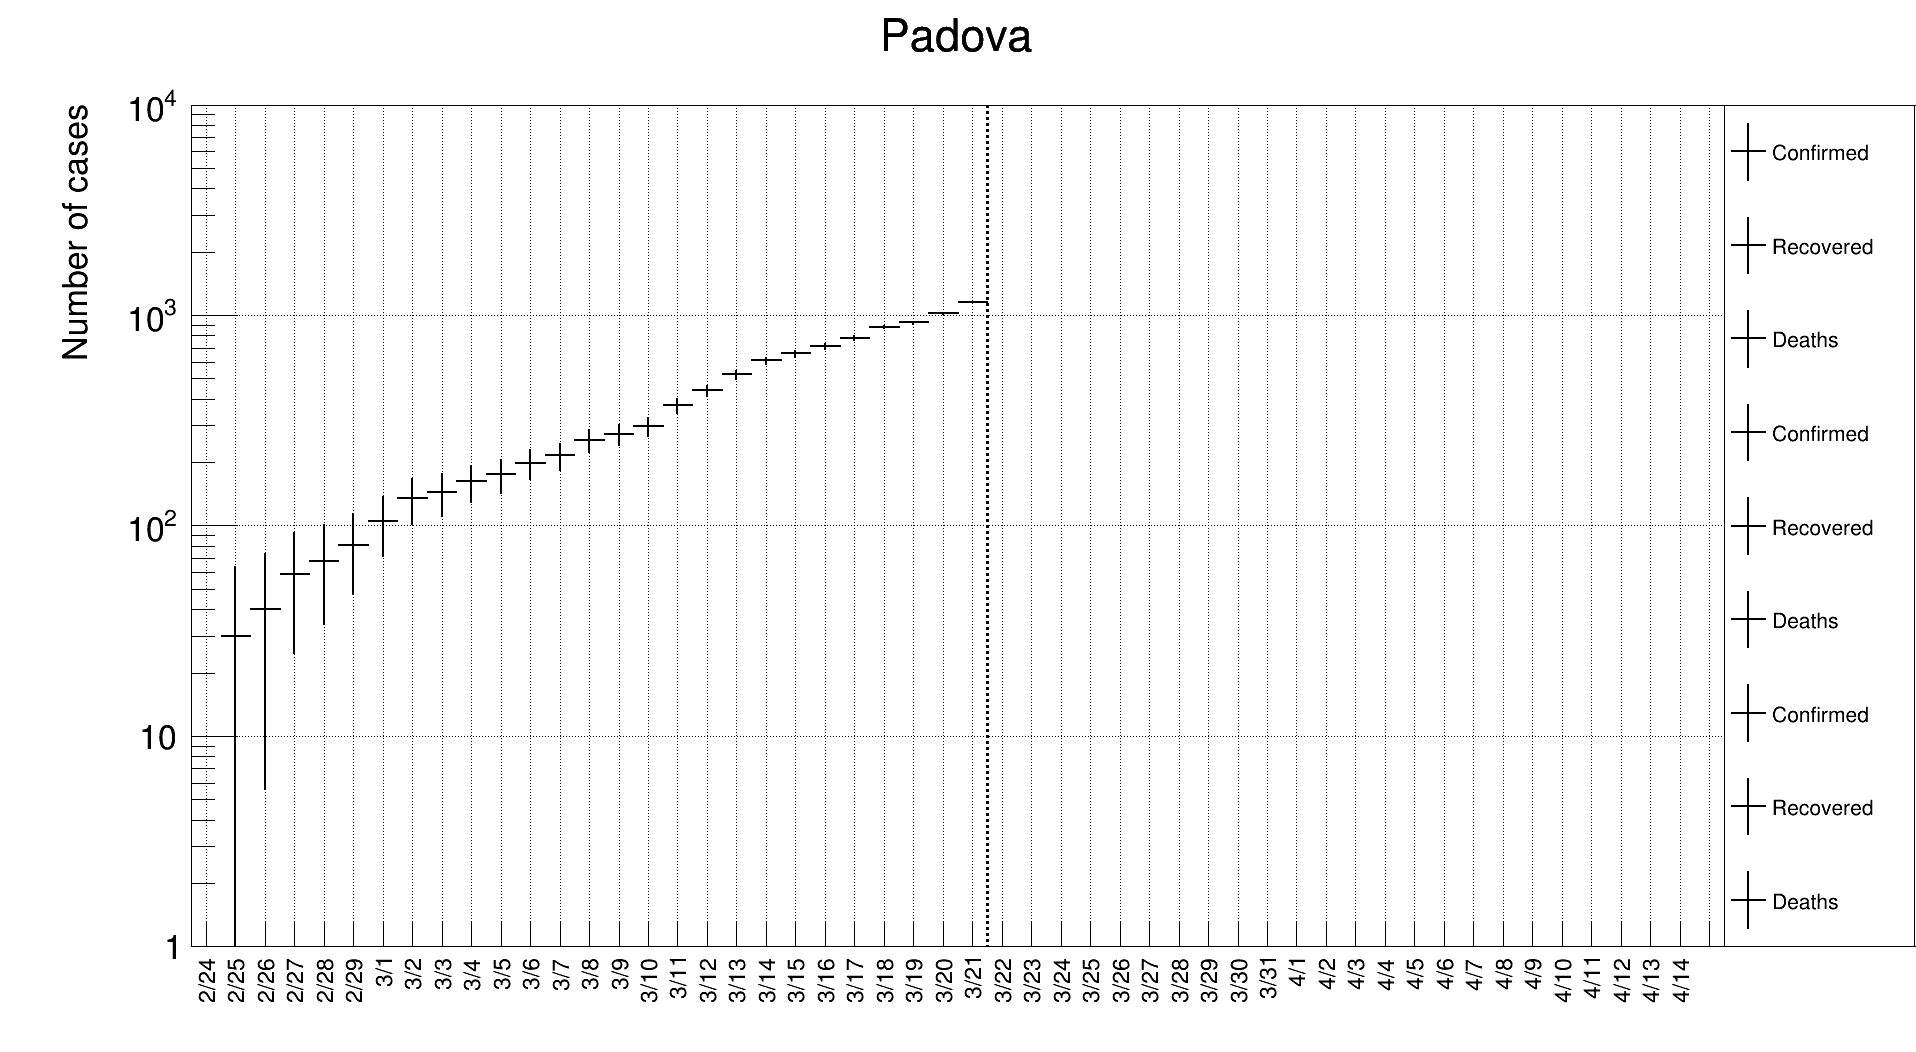 Padova
Number of cases
10^4
10^3
10^2
10
1
2/24 2/25 2/26 2/27 2/28 2/29 3/1 3/2 3/3 3/4 3/5 3/6 3/7 3/8 3/9 3/10 3/11 3/12 3/13 3/14 3/15 3/16 3/17 3/18 3/19 3/20 3/21 3/22 3/23 3/24 3/25 3/26 3/27 3/28 3/29 3/30 3/31 4/1 4/2 4/3 4/4 4/5 4/6 4/7 4/8 4/9 4/10 4/11 4/12 4/13 4/14
Confirmed
Recovered
Deaths
Confirmed
Recovered
Deaths
Confirmed
Recovered
Deaths